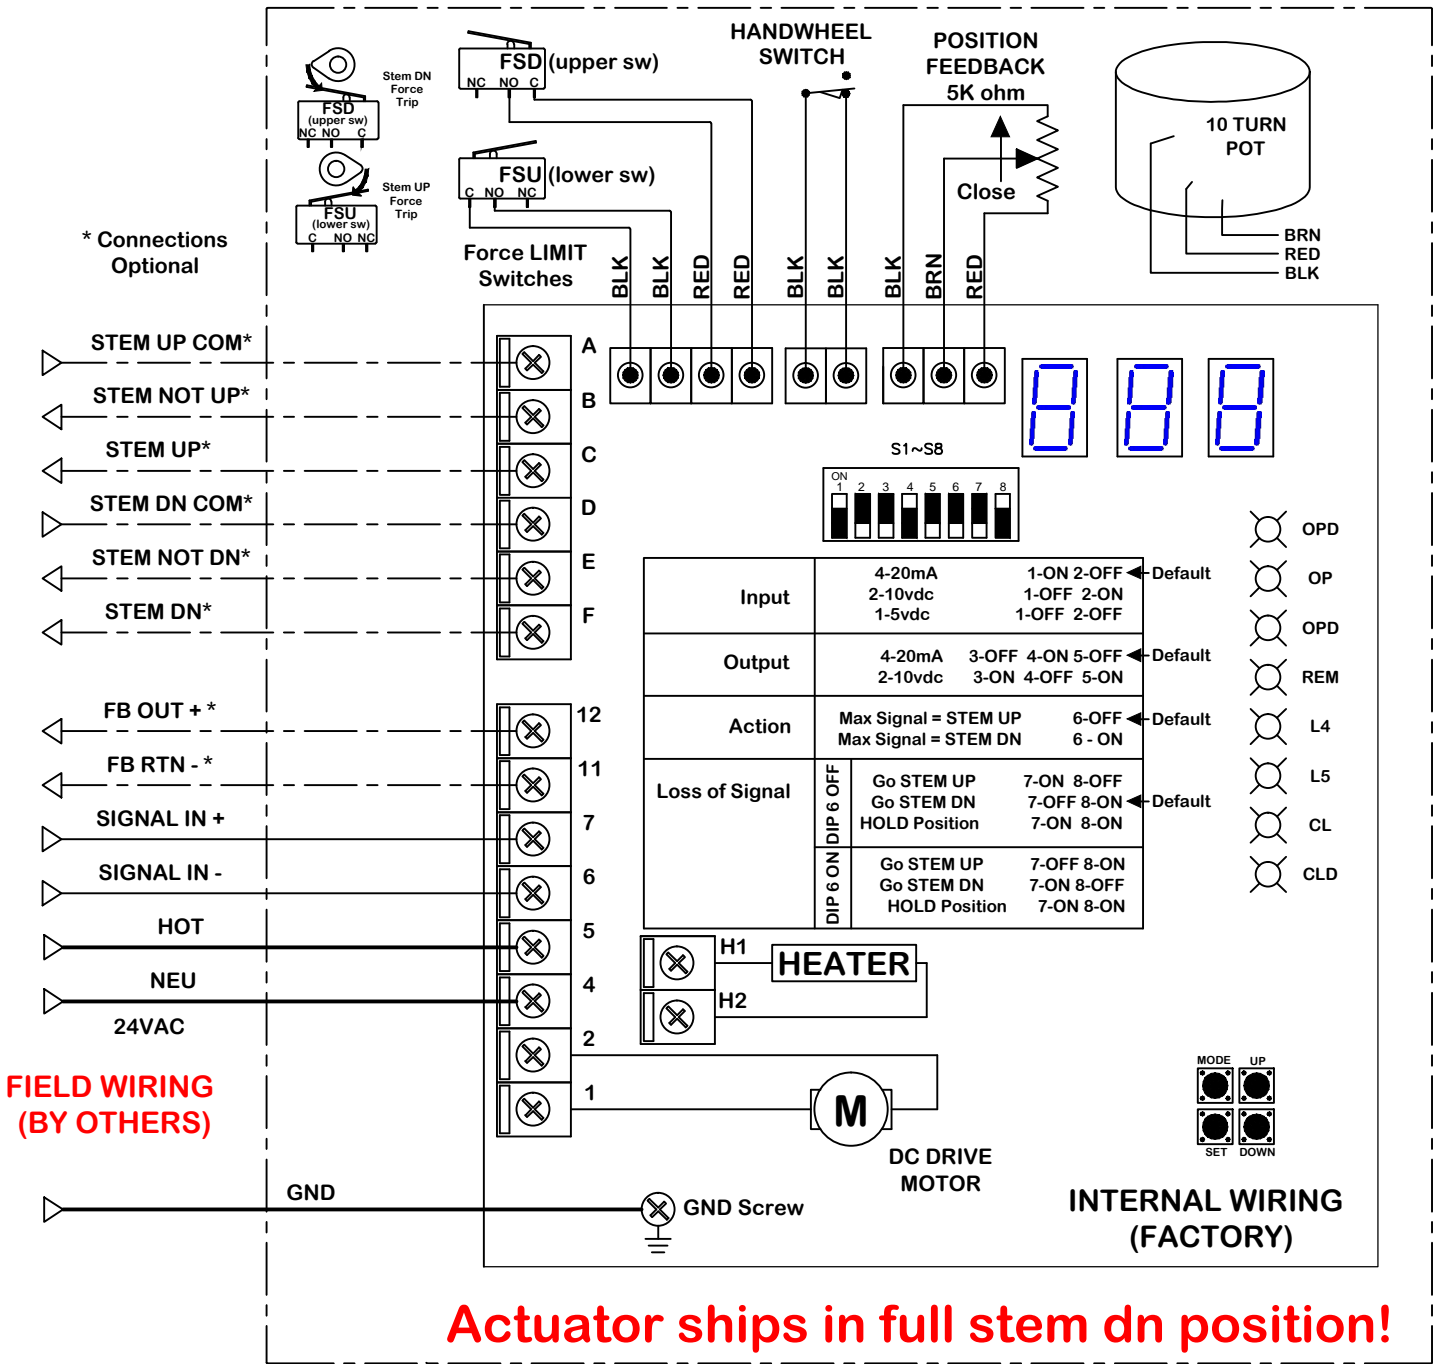 HANDWHEEL
SWITCH
POSITION
FEEDBACK
5K ohm
Close
10 TURN
POT
BRN
RED
BLK
FSD (upper sw)
NC NO C
Stem DN
Force
Trip
FSD
(upper sw)
NC NO C
FSU (lower sw)
C NO NC
Stem UP
Force
Trip
FSU
(lower sw)
C NO NC
Force LIMIT
Switches
BLK
BLK
RED
RED
BLK
BLK
BLK
BRN
RED
* Connections
Optional
STEM UP COM*
A
STEM NOT UP*
B
STEM UP*
C
STEM DN COM*
D
STEM NOT DN*
E
STEM DN*
F
FB OUT + *
12
FB RTN - *
11
SIGNAL IN +
7
SIGNAL IN -
6
HOT
5
NEU
4
24VAC
2
1
FIELD WIRING
(BY OTHERS)
GND
GND Screw
8 8 8
S1~S8
ON
1 2 3 4 5 6 7 8
Input
4-20mA 1-ON 2-OFF Default
2-10vdc 1-OFF 2-ON
1-5vdc 1-OFF 2-OFF
Output
4-20mA 3-OFF 4-ON 5-OFF Default
2-10vdc 3-ON 4-OFF 5-ON
Action
Max Signal = STEM UP 6-OFF Default
Max Signal = STEM DN 6 - ON
Loss of Signal
DIP 6 OFF
Go STEM UP 7-ON 8-OFF
Go STEM DN 7-OFF 8-ON Default
HOLD Position 7-ON 8-ON
DIP 6 ON
Go STEM UP 7-OFF 8-ON
Go STEM DN 7-ON 8-OFF
HOLD Position 7-ON 8-ON
OPD
OP
OPD
REM
L4
L5
CL
CLD
H1
HEATER
H2
M
DC DRIVE
MOTOR
MODE UP
SET DOWN
INTERNAL WIRING
(FACTORY)
Actuator ships in full stem dn position!